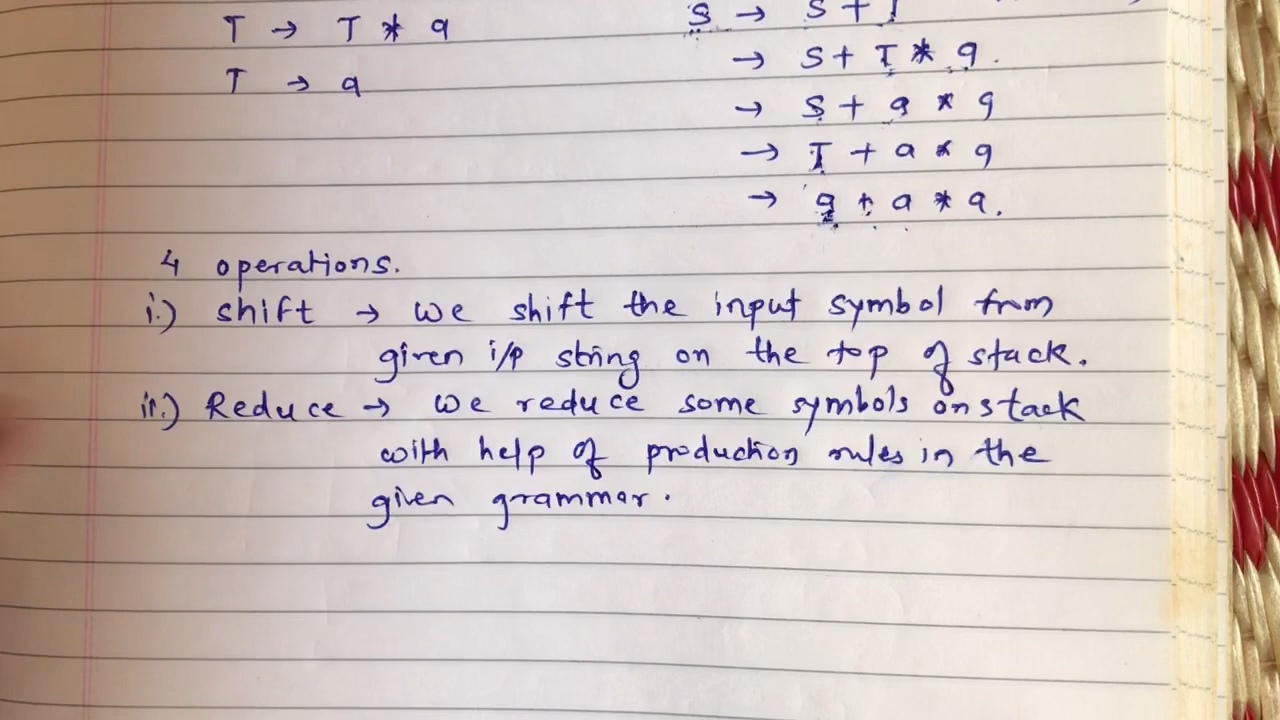 T → T * a
T → a
S → S + T
→ S + T * a.
→ S + a * a
→ T + a * a
→ a + a * a.
4 operations.
i.) shift → we shift the input symbol from
given i/p string on the top of stack.
ii.) Reduce → we reduce some symbols on stack
with help of production rules in the
given grammar.